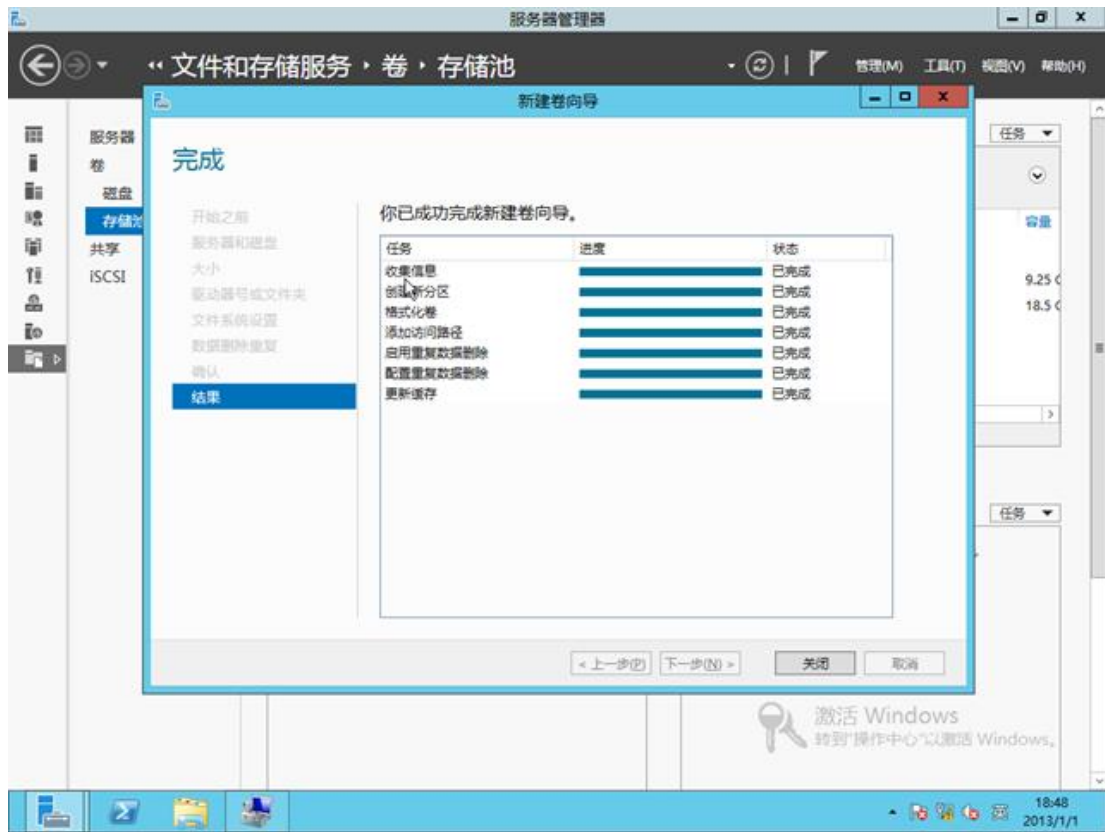 服务器管理器
文件和存储服务 · 卷 · 存储池
管理(M) 工具(T) 视图(V) 帮助(H)
新建卷向导
服务器
卷
磁盘
存储池
共享
iSCSI
任务
容量
9.25
18.5
任务
完成
开始之前
服务器和磁盘
大小
驱动器号或文件夹
文件系统设置
数据删除重复
确认
结果
你已成功完成新建卷向导。
任务 进度 状态
收集信息 已完成
创建新分区 已完成
格式化卷 已完成
添加访问路径 已完成
启用重复数据删除 已完成
配置重复数据删除 已完成
更新缓存 已完成
< 上一步(P) 下一步(N) > 关闭 取消
激活 Windows
转到"操作中心"以激活 Windows。
英
18:48
2013/1/1